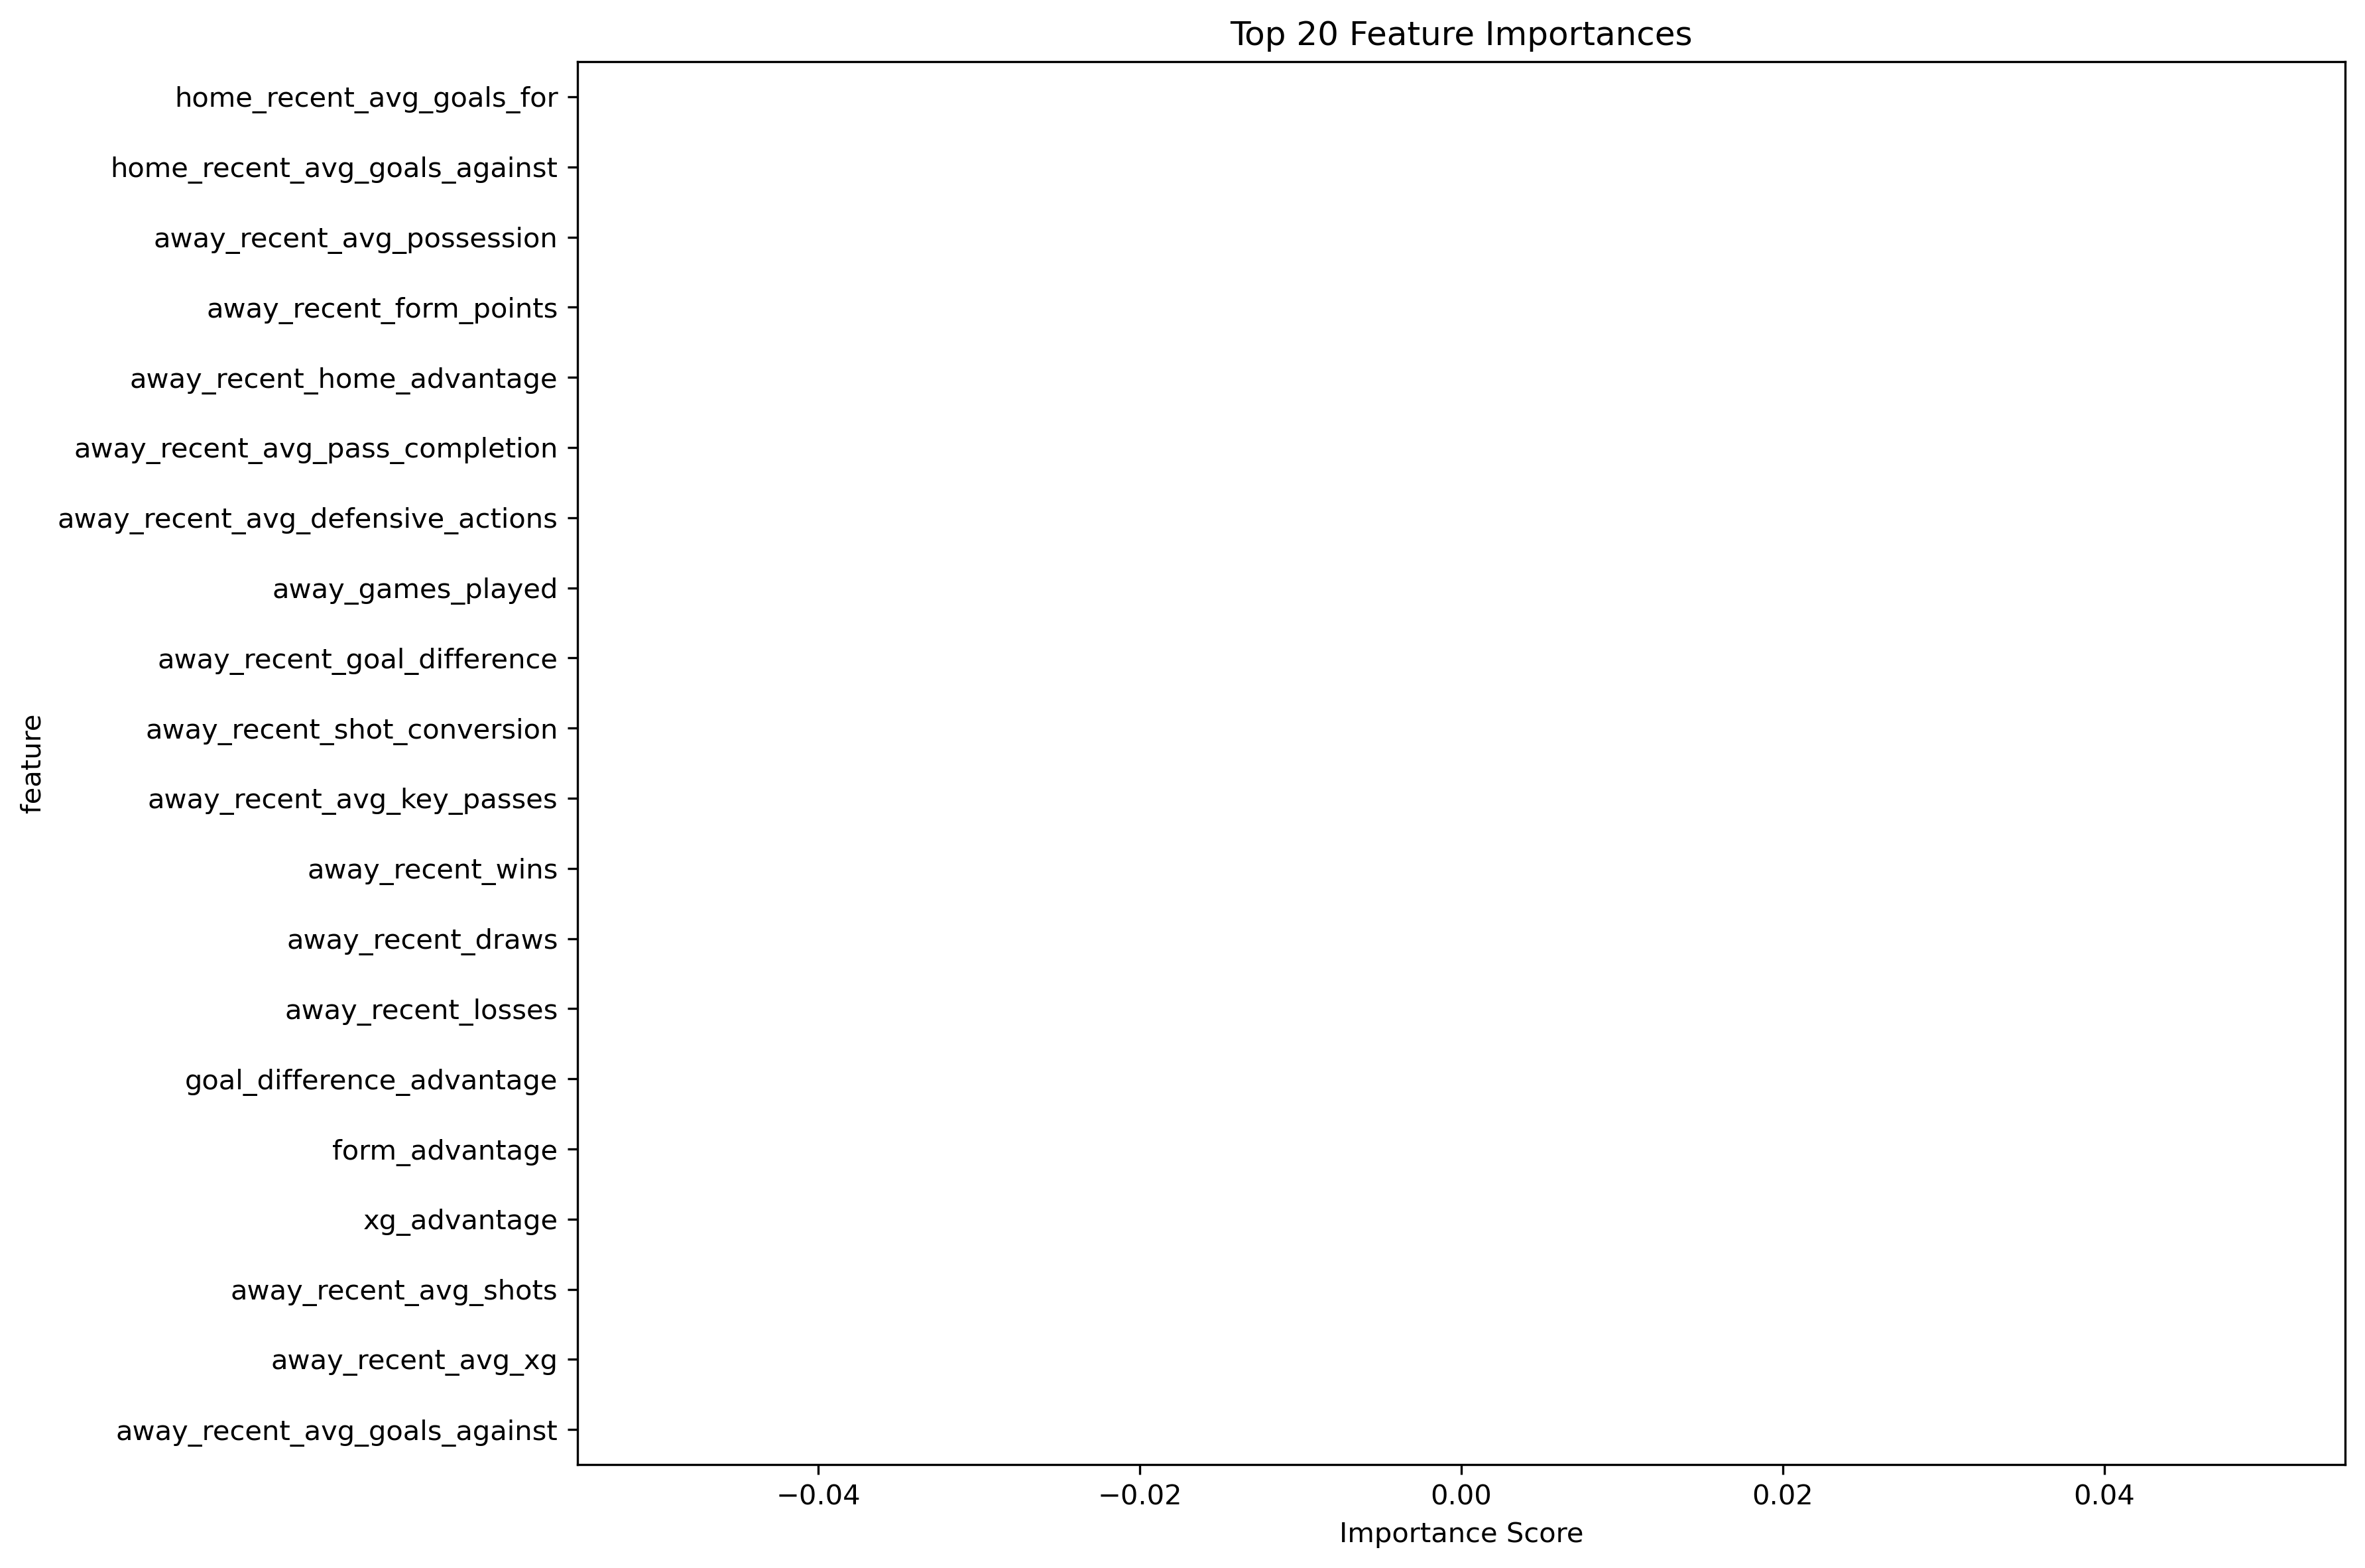 Top 20 Feature Importances
home_recent_avg_goals_for
home_recent_avg_goals_against
away_recent_avg_possession
away_recent_form_points
away_recent_home_advantage
away_recent_avg_pass_completion
away_recent_avg_defensive_actions
away_games_played
away_recent_goal_difference
away_recent_shot_conversion
away_recent_avg_key_passes
away_recent_wins
away_recent_draws
away_recent_losses
goal_difference_advantage
form_advantage
xg_advantage
away_recent_avg_shots
away_recent_avg_xg
away_recent_avg_goals_against
feature
−0.04 −0.02 0.00 0.02 0.04
Importance Score